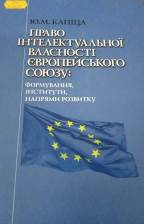 Ю.М. КАПІЦА
ПРАВО
ІНТЕЛЕКТУАЛЬНОЇ
ВЛАСНОСТІ
ЄВРОПЕЙСЬКОГО
СОЮЗУ:
ФОРМУВАННЯ,
ІНСТИТУТИ,
НАПРЯМИ РОЗВИТКУ